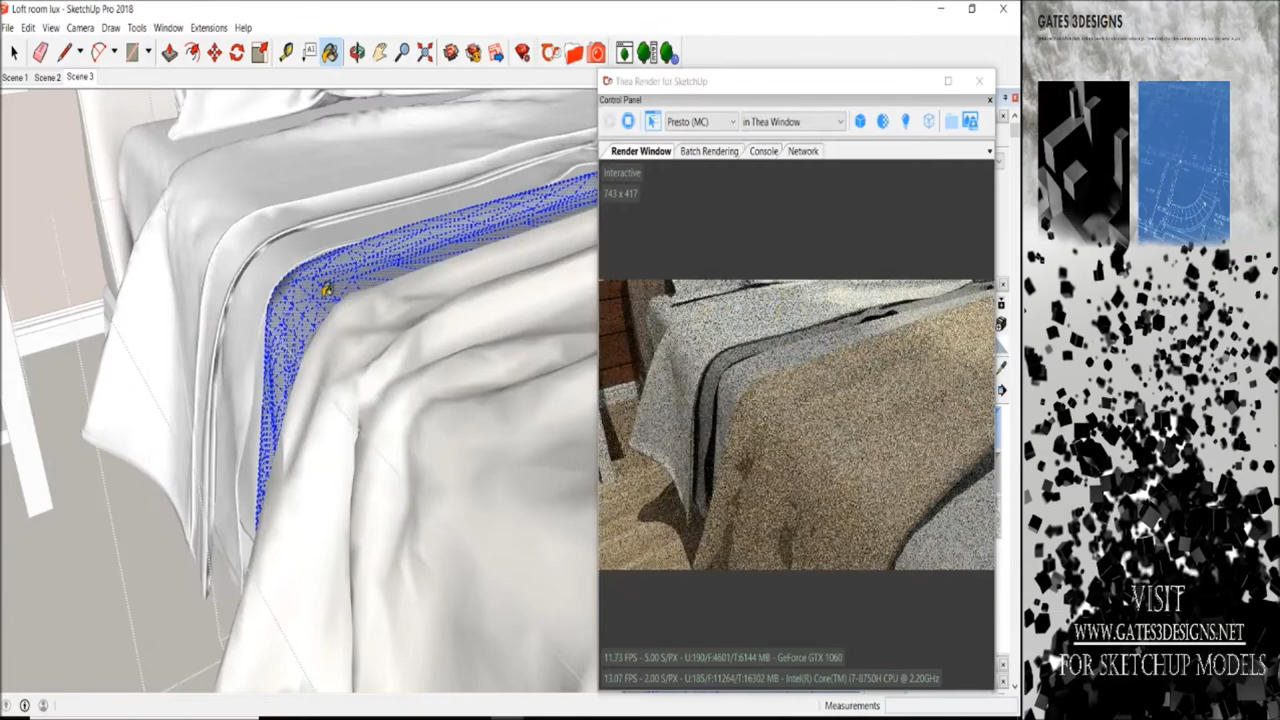 Loft room lux - SketchUp Pro 2018
File Edit View Camera Draw Tools Window Extensions Help
Scene 1 Scene 2 Scene 3
Thea Render for SketchUp
Control Panel
Presto (MC) in Thea Window
Render Window Batch Rendering Console Network
Interactive
743 x 417
11.73 FPS - 5.00 S/PX - U:190/F:4601/T:6144 MB - GeForce GTX 1060
13.07 FPS - 2.00 S/PX - U:185/F:11264/T:16302 MB - Intel(R) Core(TM) i7-8750H CPU @ 2.20GHz
Measurements
GATES 3DESIGNS
VISIT
WWW.GATES3DESIGNS.NET
FOR SKETCHUP MODELS